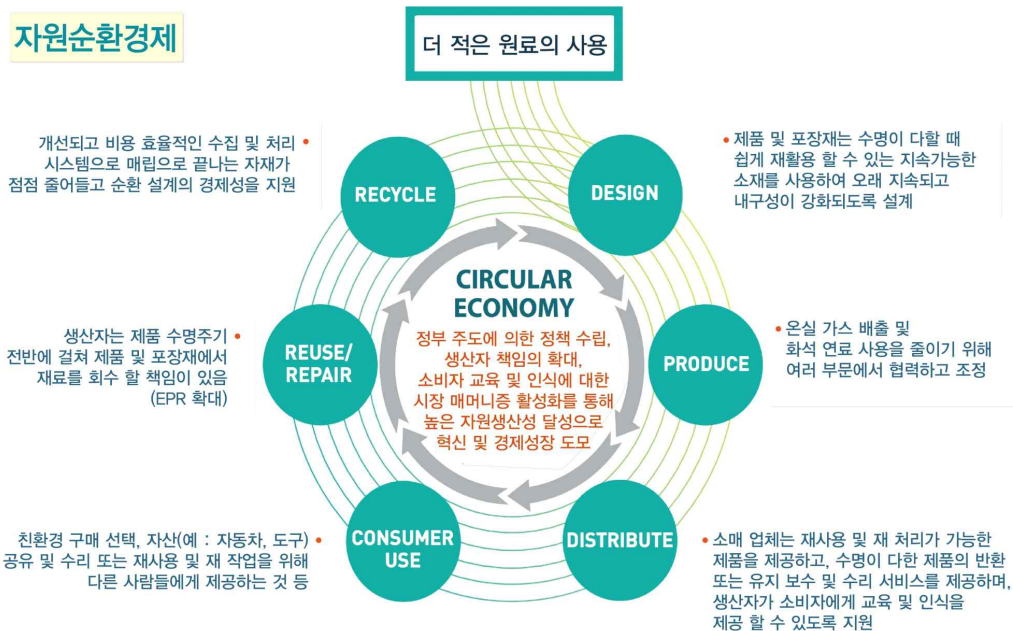 자원순환경제
더 적은 원료의 사용
개선되고 비용 효율적인 수집 및 처리
시스템으로 매립으로 끝나는 자재가
점점 줄어들고 순환 설계의 경제성을 지원
RECYCLE
DESIGN
제품 및 포장재는 수명이 다할 때
쉽게 재활용 할 수 있는 지속가능한
소재를 사용하여 오래 지속되고
내구성이 강화되도록 설계
CIRCULAR
ECONOMY
정부 주도에 의한 정책 수립,
생산자 책임의 확대,
소비자 교육 및 인식에 대한
시장 매머니증 활성화를 통해
높은 자원생산성 달성으로
혁신 및 경제성장 도모
생산자는 제품 수명주기
전반에 걸쳐 제품 및 포장재에서
재료를 회수 할 책임이 있음
(EPR 확대)
REUSE/
REPAIR
PRODUCE
온실 가스 배출 및
화석 연료 사용을 줄이기 위해
여러 부문에서 협력하고 조정
친환경 구매 선택, 자산(예 : 자동차, 도구)
공유 및 수리 또는 재사용 및 재 작업을 위해
다른 사람들에게 제공하는 것 등
CONSUMER
USE
DISTRIBUTE
소매 업체는 재사용 및 재 처리가 가능한
제품을 제공하고, 수명이 다한 제품의 반환
또는 유지 보수 및 수리 서비스를 제공하며,
생산자가 소비자에게 교육 및 인식을
제공 할 수 있도록 지원